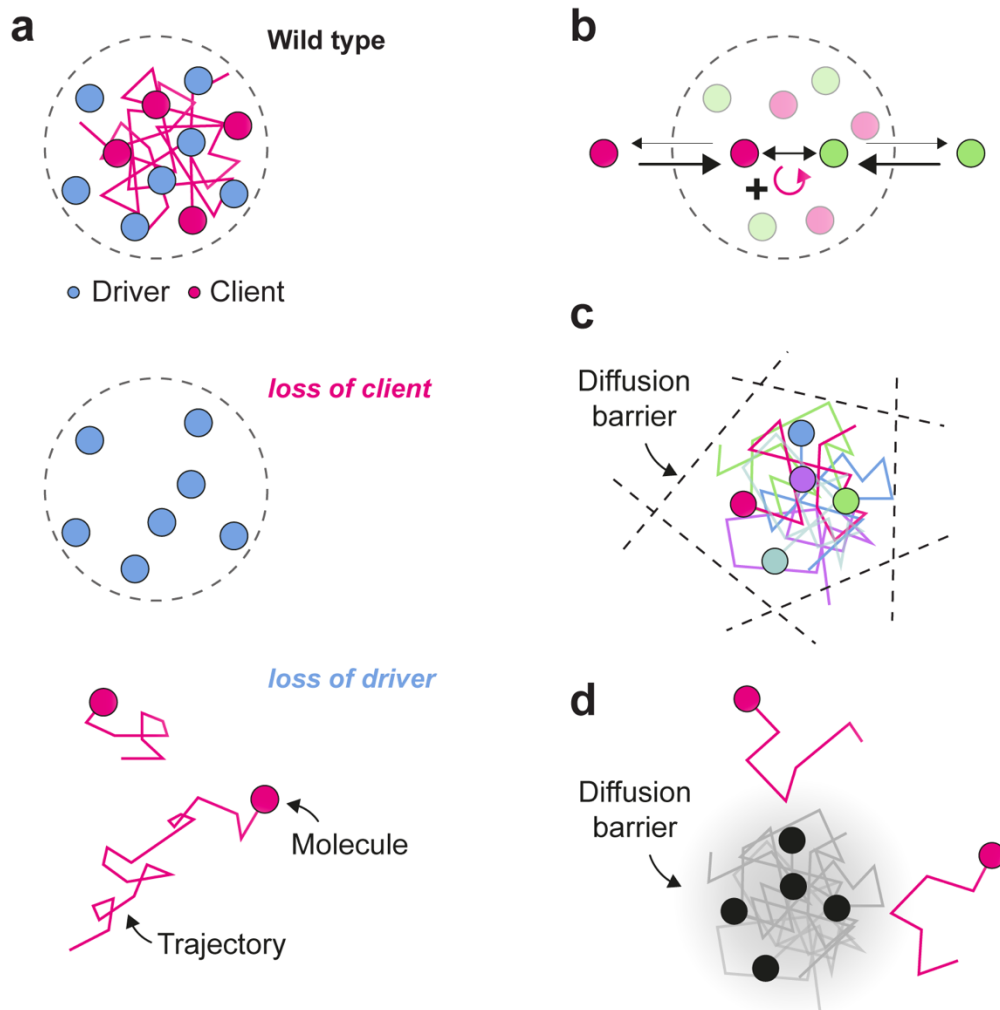 a
Wild type
Driver Client
loss of client
loss of driver
Molecule
Trajectory
b
+
c
Diffusion
barrier
d
Diffusion
barrier